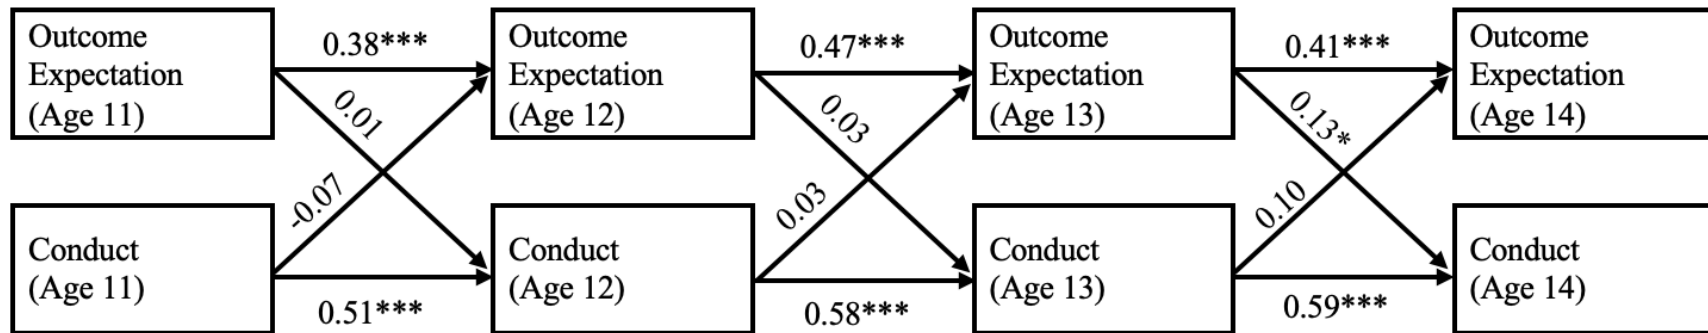 Outcome
Expectation
(Age 11)
0.38***
Outcome
Expectation
(Age 12)
0.47***
Outcome
Expectation
(Age 13)
0.41***
Outcome
Expectation
(Age 14)
0.01
-0.07
0.03
0.03
0.13*
0.10
Conduct
(Age 11)
0.51***
Conduct
(Age 12)
0.58***
Conduct
(Age 13)
0.59***
Conduct
(Age 14)